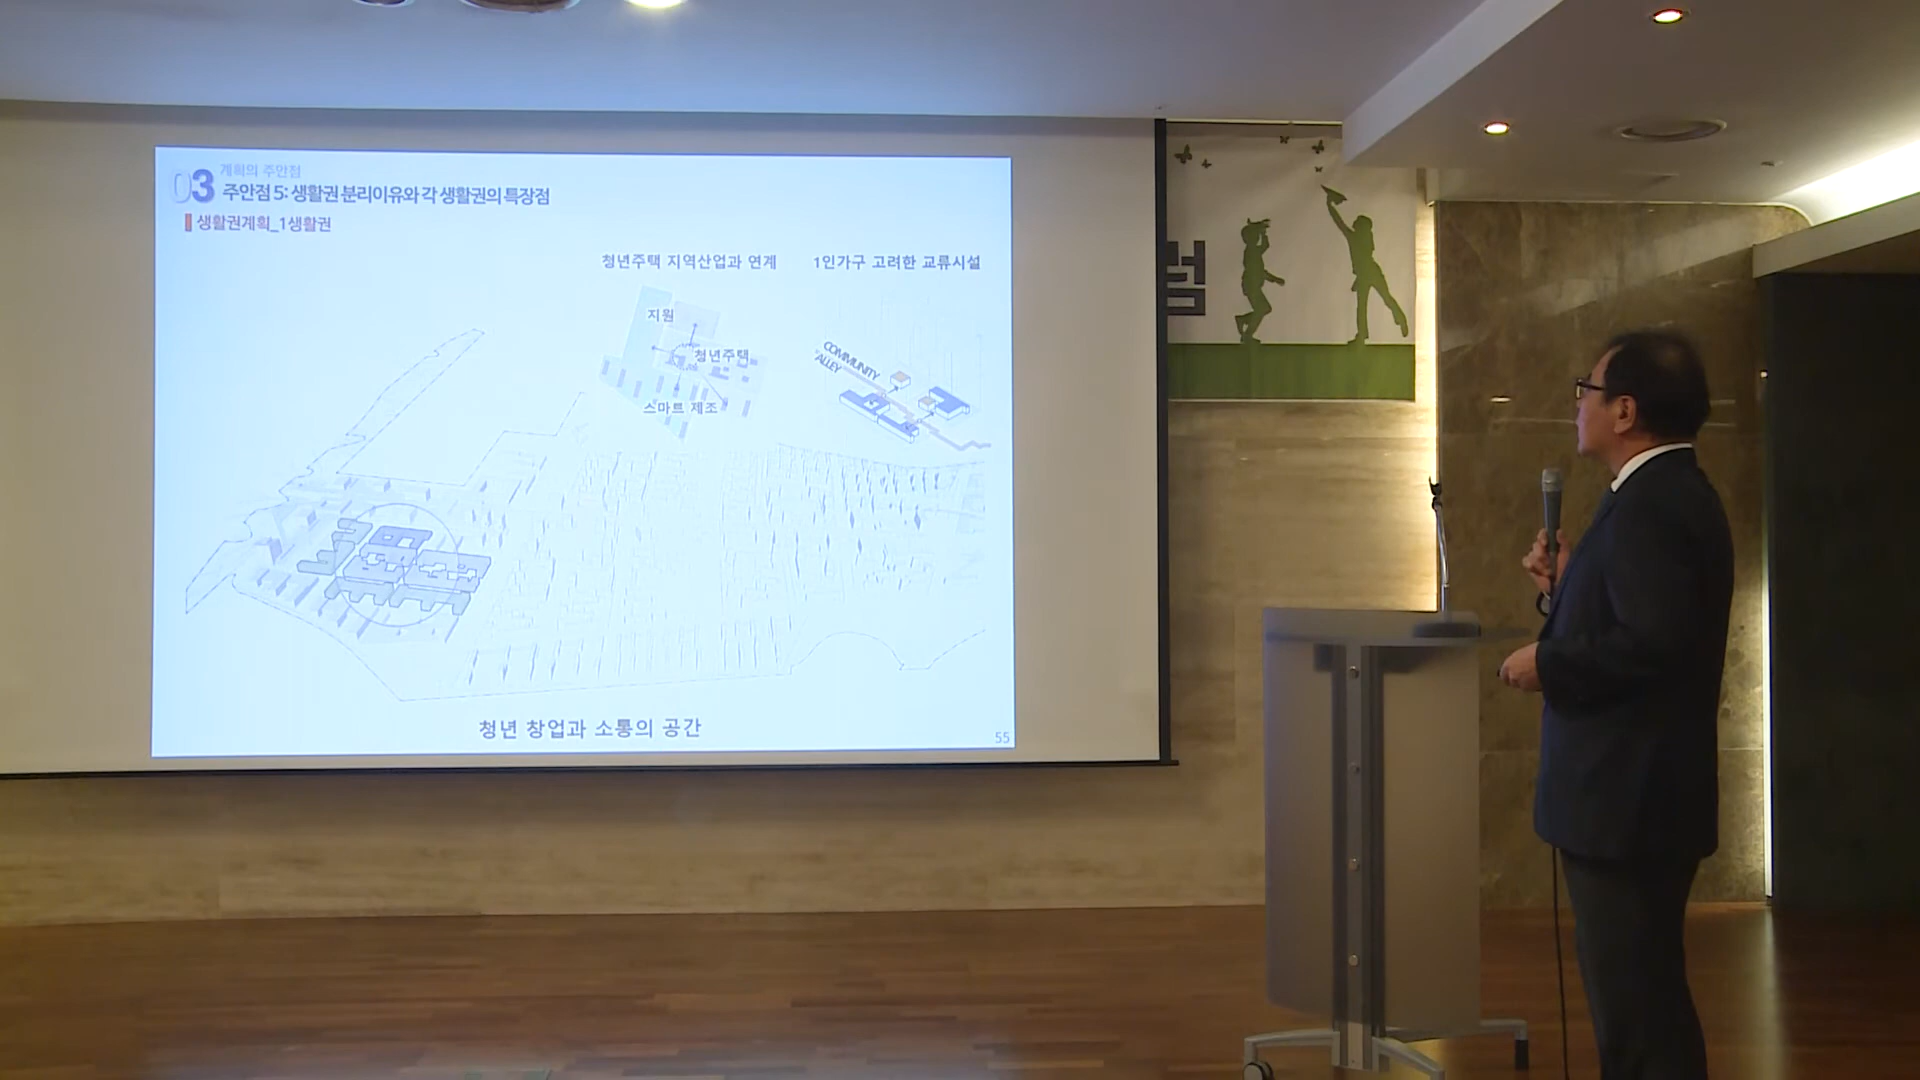 03 계획의 주안점
주안점 5: 생활권 분리이유와 각 생활권의 특장점
생활권계획_1생활권
청년주택 지역산업과 연계
1인가구 고려한 교류시설
지원
청년주택
스마트 제조
COMMUNITY
ALLEY
청년 창업과 소통의 공간
55
럼